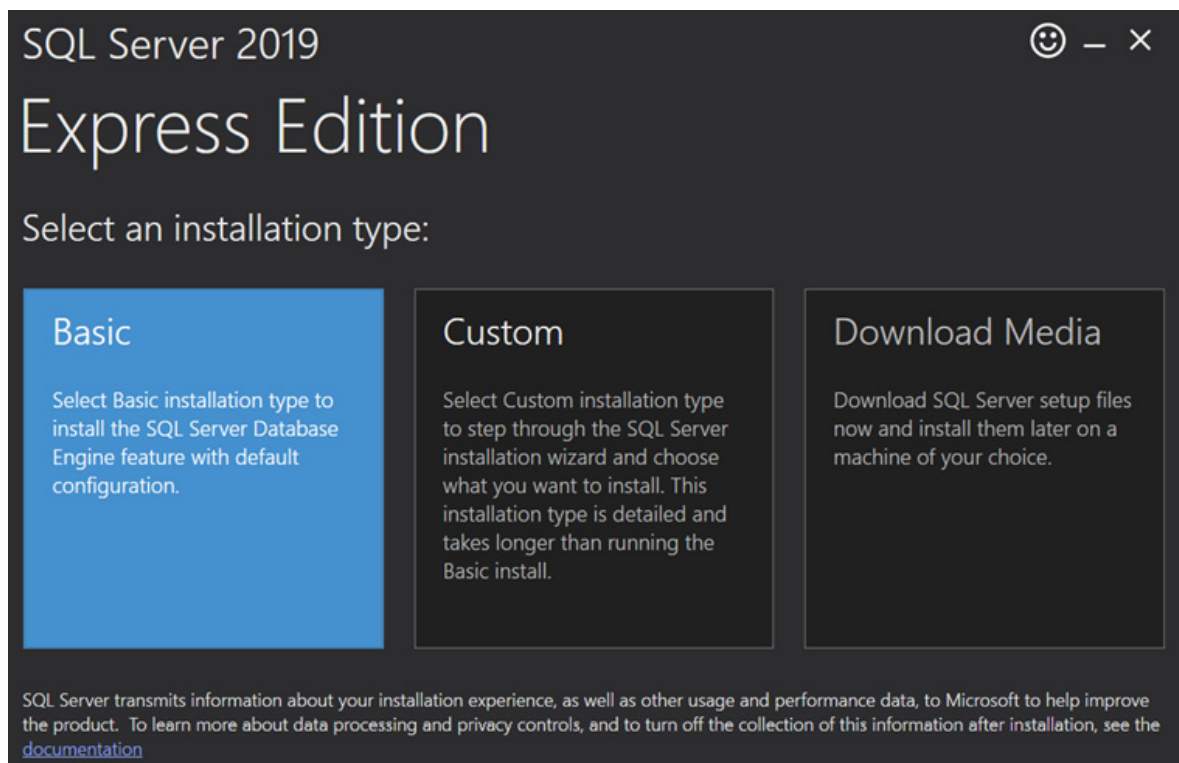 SQL Server 2019
Express Edition
Select an installation type:
Basic
Select Basic installation type to
install the SQL Server Database
Engine feature with default
configuration.
Custom
Select Custom installation type
to step through the SQL Server
installation wizard and choose
what you want to install. This
installation type is detailed and
takes longer than running the
Basic install.
Download Media
Download SQL Server setup files
now and install them later on a
machine of your choice.
SQL Server transmits information about your installation experience, as well as other usage and performance data, to Microsoft to help improve
the product.  To learn more about data processing and privacy controls, and to turn off the collection of this information after installation, see the
documentation